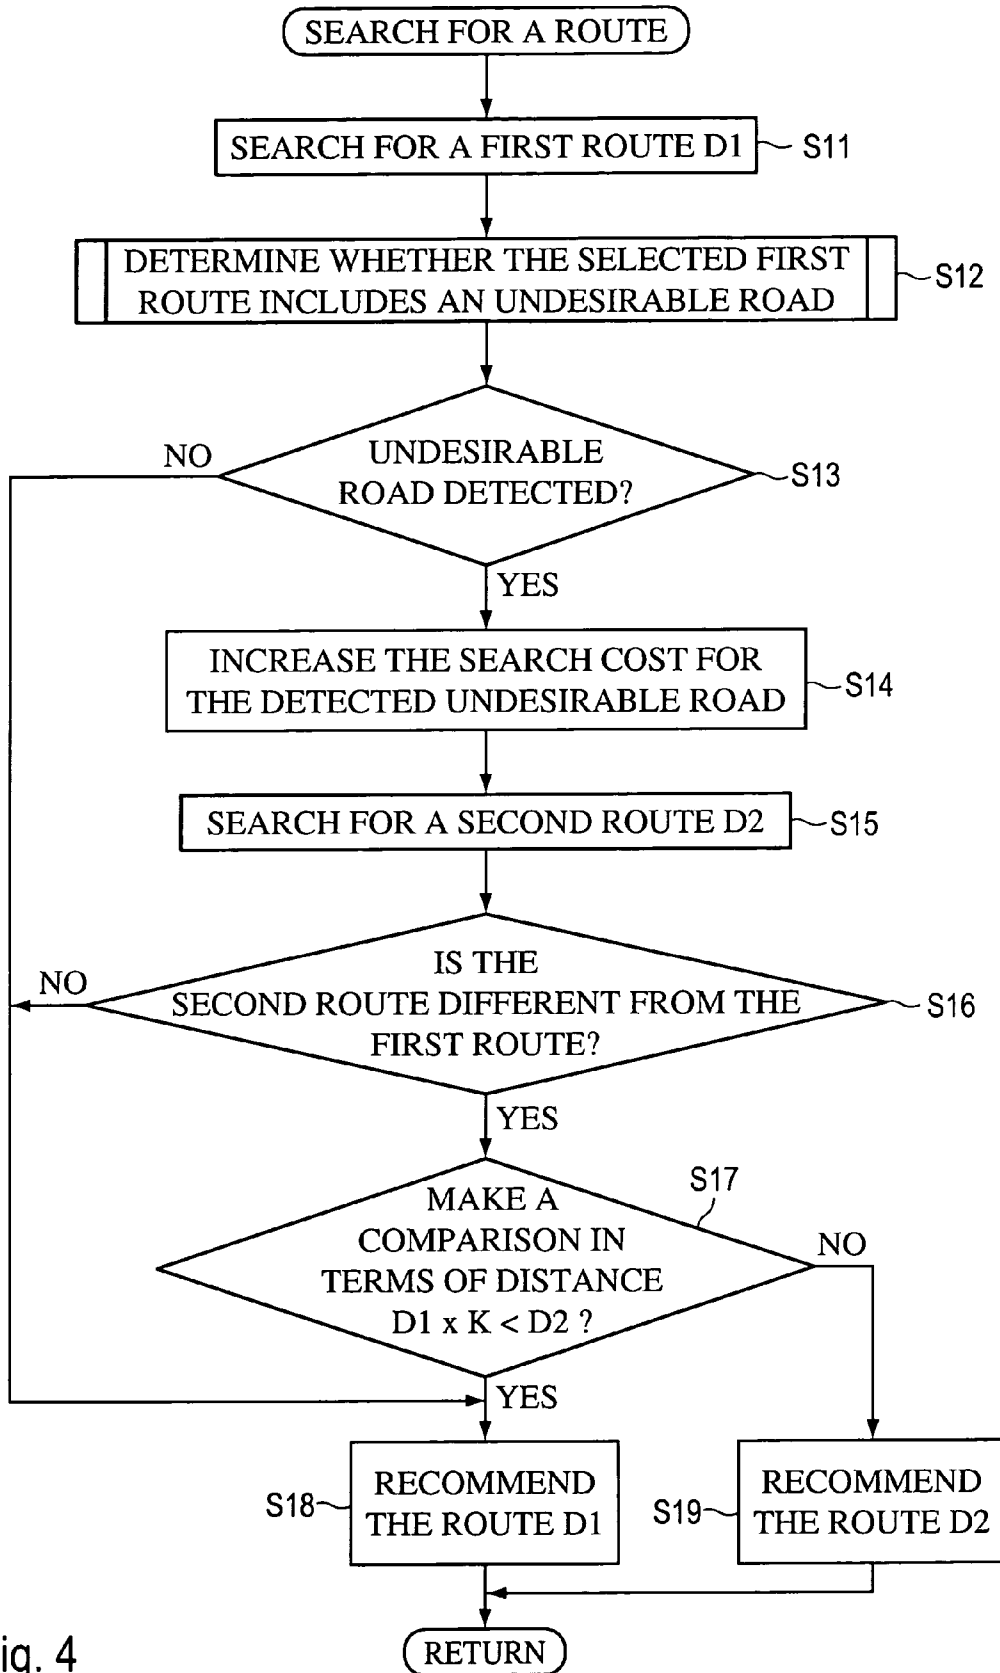 SEARCH FOR A ROUTE
SEARCH FOR A FIRST ROUTE D1
S11
DETERMINE WHETHER THE SELECTED FIRST
ROUTE INCLUDES AN UNDESIRABLE ROAD
S12
NO
UNDESIRABLE
ROAD DETECTED?
S13
YES
INCREASE THE SEARCH COST FOR
THE DETECTED UNDESIRABLE ROAD
S14
SEARCH FOR A SECOND ROUTE D2
S15
NO
IS THE
SECOND ROUTE DIFFERENT FROM THE
FIRST ROUTE?
S16
YES
S17
MAKE A
COMPARISON IN
TERMS OF DISTANCE
D1 x K < D2 ?
NO
YES
S18
RECOMMEND
THE ROUTE D1
S19
RECOMMEND
THE ROUTE D2
ig. 4
RETURN